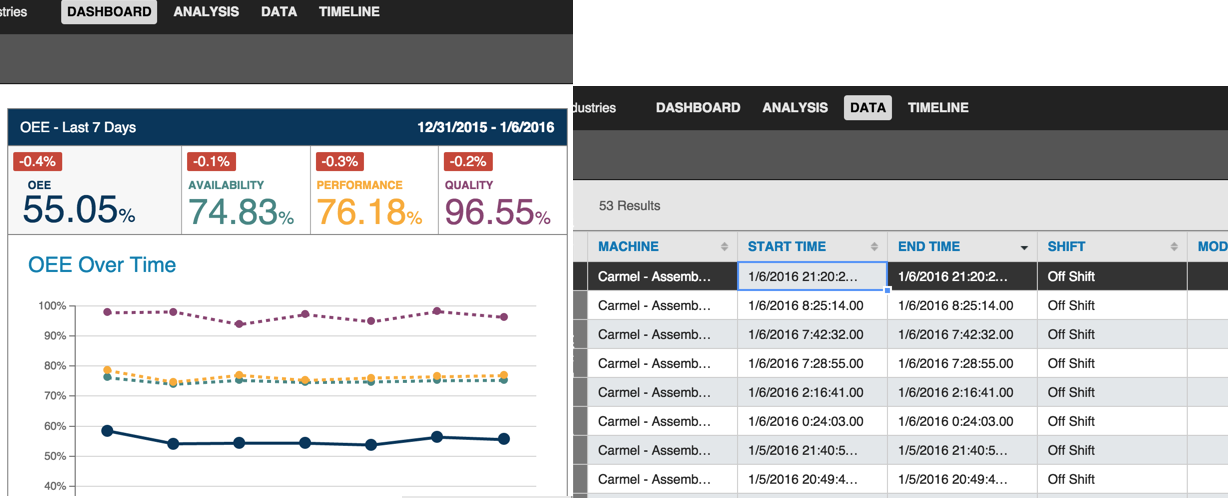 stries DASHBOARD ANALYSIS DATA TIMELINE
OEE - Last 7 Days 12/31/2015 - 1/6/2016
-0.4% -0.1% -0.3% -0.2%
OEE AVAILABILITY PERFORMANCE QUALITY
55.05% 74.83% 76.18% 96.55%
OEE Over Time
100%
90%
80%
70%
60%
50%
40%
dustries DASHBOARD ANALYSIS DATA TIMELINE
53 Results
MACHINE START TIME END TIME SHIFT MOD
Carmel - Assemb... 1/6/2016 21:20:2... 1/6/2016 21:20:2... Off Shift
Carmel - Assemb... 1/6/2016 8:25:14.00 1/6/2016 8:25:14.00 Off Shift
Carmel - Assemb... 1/6/2016 7:42:32.00 1/6/2016 7:42:32.00 Off Shift
Carmel - Assemb... 1/6/2016 7:28:55.00 1/6/2016 7:28:55.00 Off Shift
Carmel - Assemb... 1/6/2016 2:16:41.00 1/6/2016 2:16:41.00 Off Shift
Carmel - Assemb... 1/6/2016 0:24:03.00 1/6/2016 0:24:03.00 Off Shift
Carmel - Assemb... 1/5/2016 21:40:5... 1/5/2016 21:40:5... Off Shift
Carmel - Assemb... 1/5/2016 20:49:4... 1/5/2016 20:49:4... Off Shift